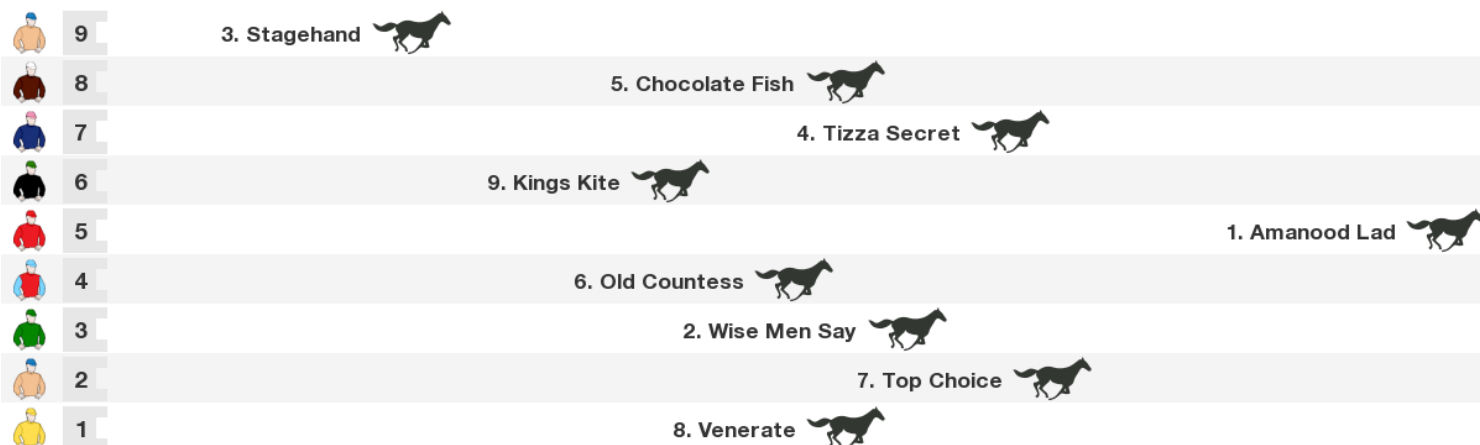 9 3. Stagehand
8 5. Chocolate Fish
7 4. Tizza Secret
6 9. Kings Kite
5 1. Amanood Lad
4 6. Old Countess
3 2. Wise Men Say
2 7. Top Choice
1 8. Venerate